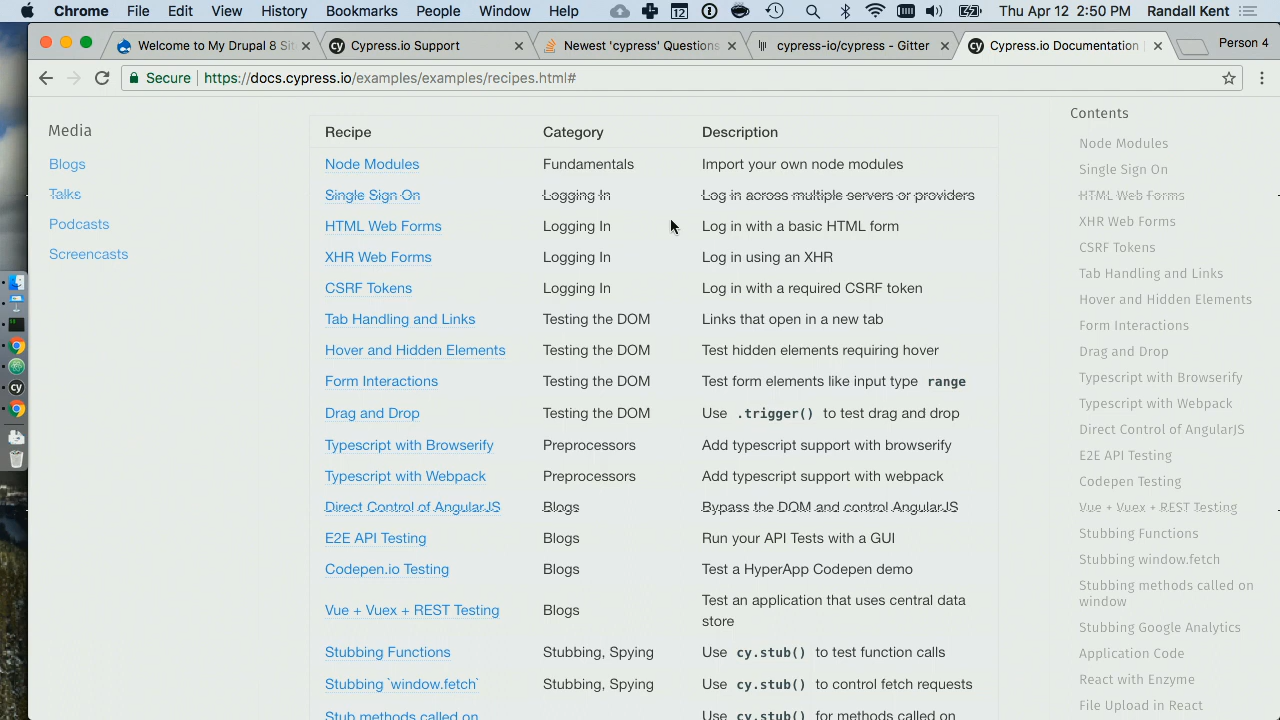 Chrome File Edit View History Bookmarks People Window Help 12 Thu Apr 12 2:50 PM Randall Kent
Welcome to My Drupal 8 Sit
Cypress.io Support
Newest 'cypress' Questions
cypress-io/cypress - Gitter
Cypress.io Documentation
Person 4
Secure https://docs.cypress.io/examples/examples/recipes.html#
Media
Blogs
Talks
Podcasts
Screencasts
cy
Recipe Category Description
Node Modules Fundamentals Import your own node modules
Single Sign On Logging In Log in across multiple servers or providers
HTML Web Forms Logging In Log in with a basic HTML form
XHR Web Forms Logging In Log in using an XHR
CSRF Tokens Logging In Log in with a required CSRF token
Tab Handling and Links Testing the DOM Links that open in a new tab
Hover and Hidden Elements Testing the DOM Test hidden elements requiring hover
Form Interactions Testing the DOM Test form elements like input type range
Drag and Drop Testing the DOM Use .trigger() to test drag and drop
Typescript with Browserify Preprocessors Add typescript support with browserify
Typescript with Webpack Preprocessors Add typescript support with webpack
Direct Control of AngularJS Blogs Bypass the DOM and control AngularJS
E2E API Testing Blogs Run your API Tests with a GUI
Codepen.io Testing Blogs Test a HyperApp Codepen demo
Vue + Vuex + REST Testing Blogs Test an application that uses central data
store
Stubbing Functions Stubbing, Spying Use cy.stub() to test function calls
Stubbing `window.fetch` Stubbing, Spying Use cy.stub() to control fetch requests
Stub methods called on Use cy.stub() for methods called on
Contents
Node Modules
Single Sign On
HTML Web Forms
XHR Web Forms
CSRF Tokens
Tab Handling and Links
Hover and Hidden Elements
Form Interactions
Drag and Drop
Typescript with Browserify
Typescript with Webpack
Direct Control of AngularJS
E2E API Testing
Codepen Testing
Vue + Vuex + REST Testing
Stubbing Functions
Stubbing window.fetch
Stubbing methods called on
window
Stubbing Google Analytics
Application Code
React with Enzyme
File Upload in React